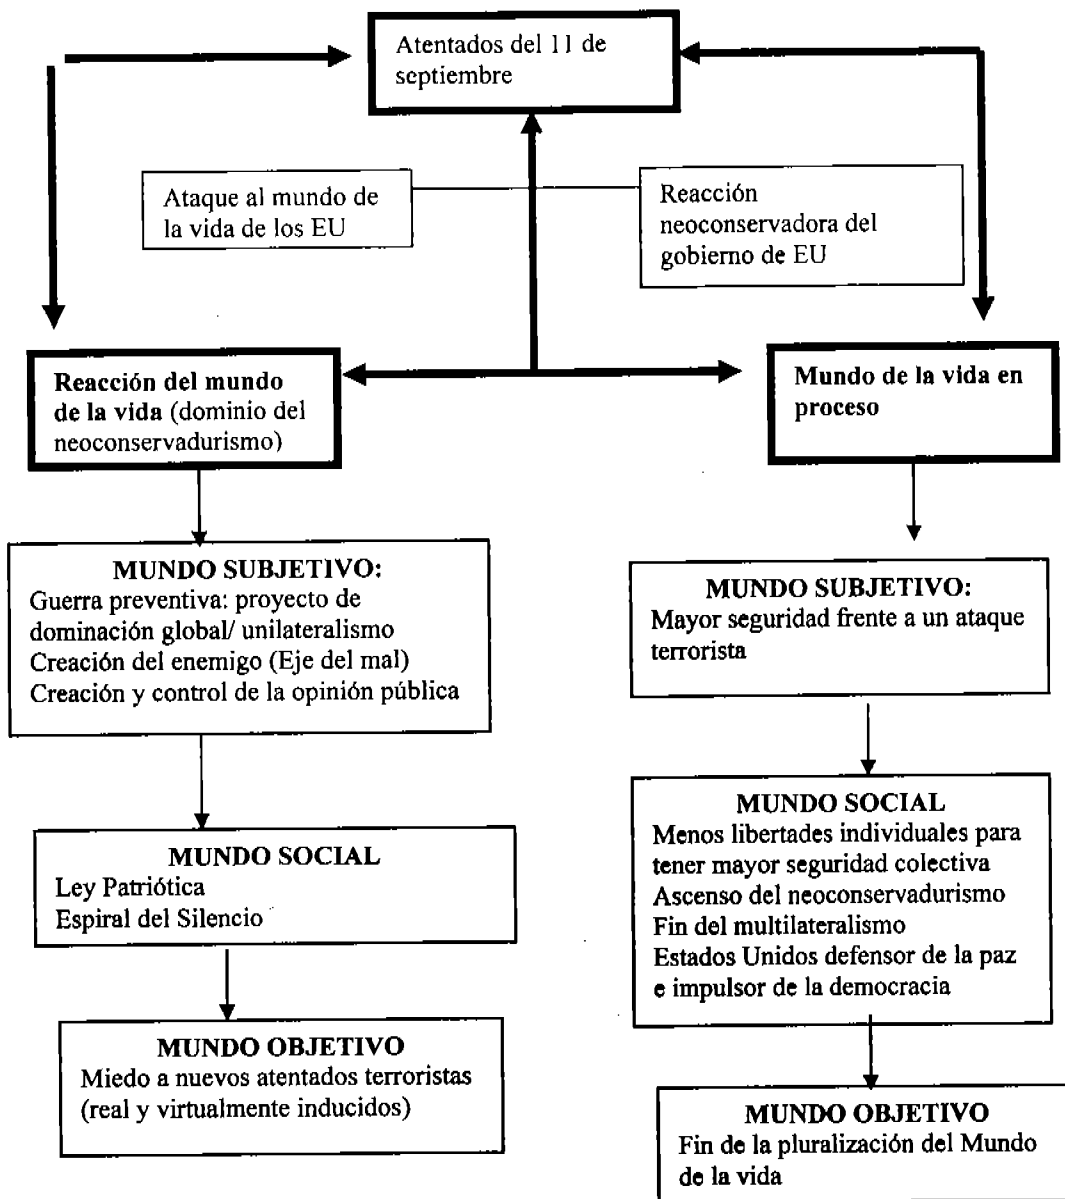 Atentados del 11 de
septiembre
Ataque al mundo de
la vida de los EU
Reacción
neoconservadora del
gobierno de EU
Reacción del mundo
de la vida (dominio del
neoconservadurismo)
Mundo de la vida en
proceso
MUNDO SUBJETIVO:
Guerra preventiva: proyecto de
dominación global/ unilateralismo
Creación del enemigo (Eje del mal)
Creación y control de la opinión pública
MUNDO SOCIAL
Ley Patriótica
Espiral del Silencio
MUNDO OBJETIVO
Miedo a nuevos atentados terroristas
(real y virtualmente inducidos)
MUNDO SUBJETIVO:
Mayor seguridad frente a un ataque
terrorista
MUNDO SOCIAL
Menos libertades individuales para
tener mayor seguridad colectiva
Ascenso del neoconservadurismo
Fin del multilateralismo
Estados Unidos defensor de la paz
e impulsor de la democracia
MUNDO OBJETIVO
Fin de la pluralización del Mundo
de la vida